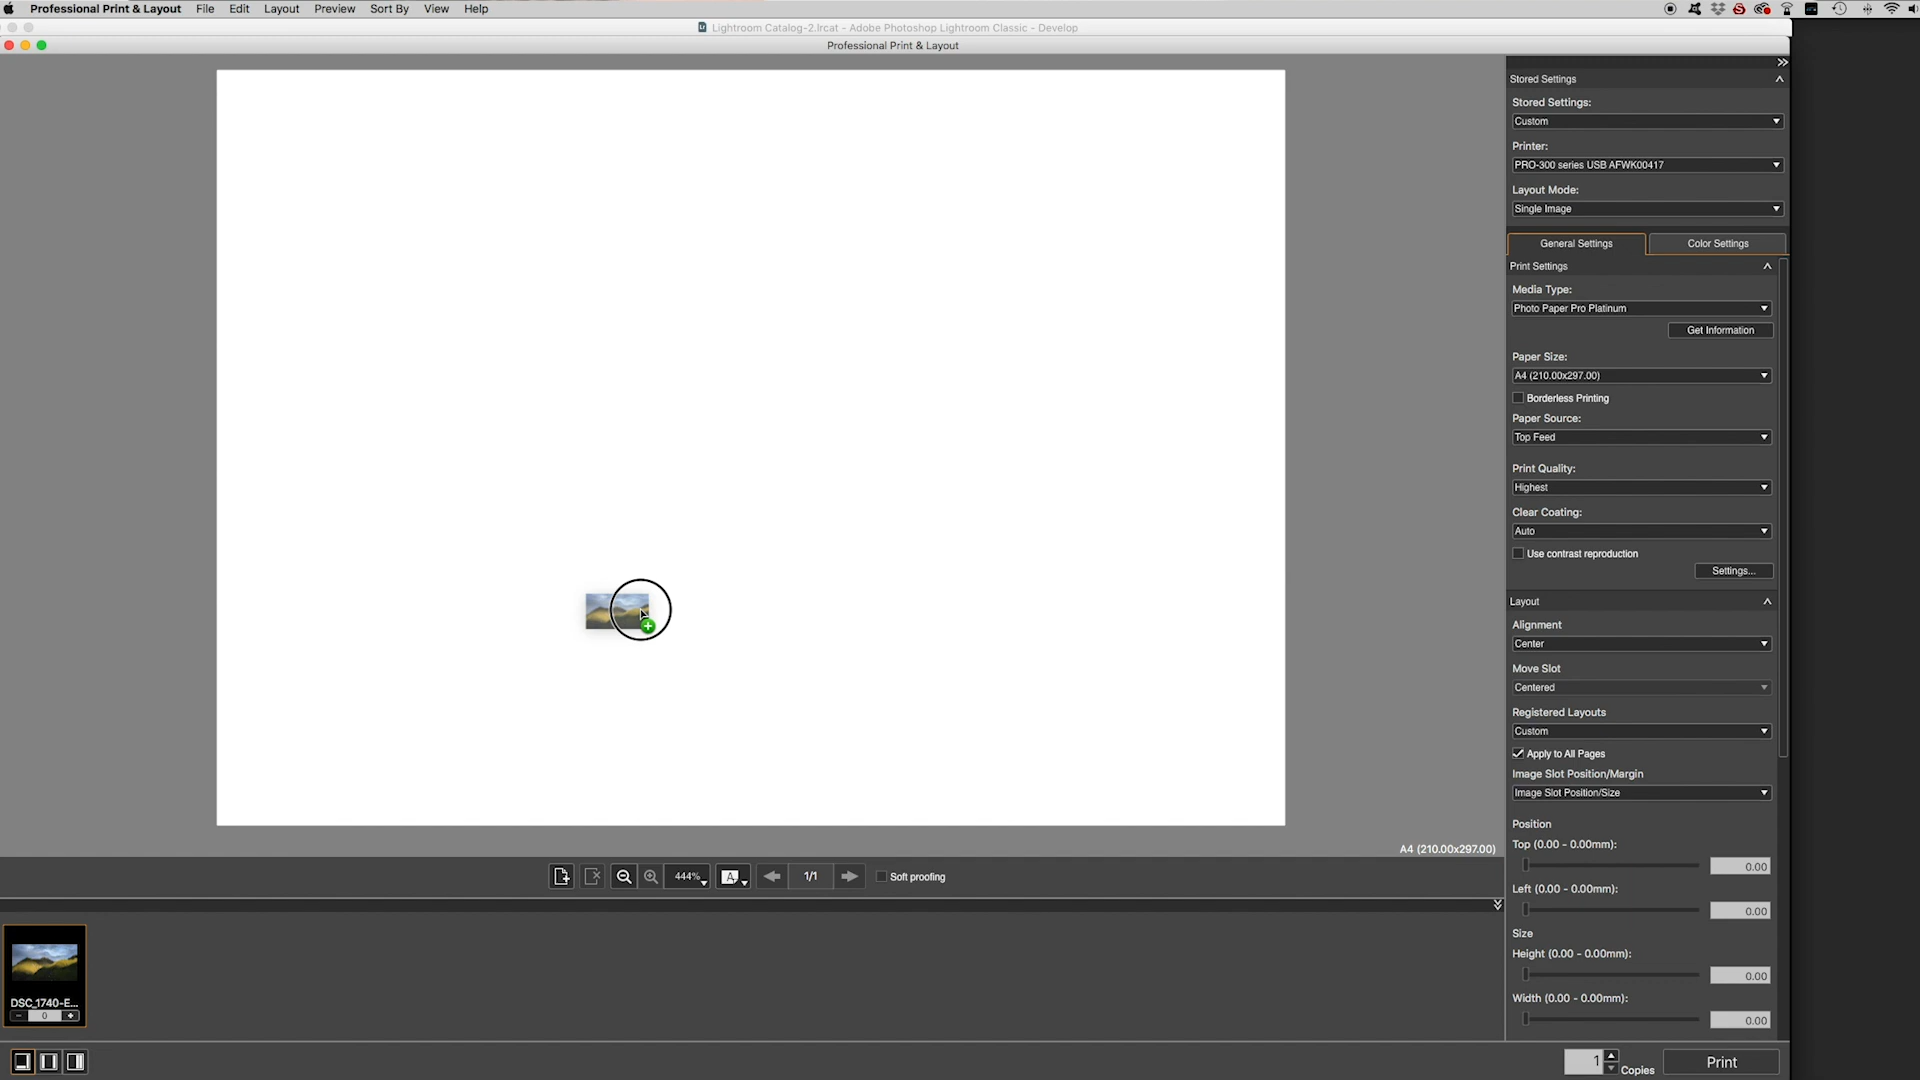 Professional Print & Layout File Edit Layout Preview Sort By View Help
Lightroom Catalog-2.lrcat - Adobe Photoshop Lightroom Classic - Develop
Professional Print & Layout
Stored Settings
Stored Settings:
Custom
Printer:
PRO-300 series USB AFWK00417
Layout Mode:
Single Image
General Settings Color Settings
Print Settings
Media Type:
Photo Paper Pro Platinum
Get Information
Paper Size:
A4 (210.00x297.00)
Borderless Printing
Paper Source:
Top Feed
Print Quality:
Highest
Clear Coating:
Auto
Use contrast reproduction
Settings...
Layout
Alignment
Center
Move Slot
Centered
Registered Layouts
Custom
Apply to All Pages
Image Slot Position/Margin
Image Slot Position/Size
Position
Top (0.00 - 0.00mm):
0.00
Left (0.00 - 0.00mm):
0.00
Size
Height (0.00 - 0.00mm):
0.00
Width (0.00 - 0.00mm):
0.00
A4 (210.00x297.00)
444% A 1/1 Soft proofing
DSC_1740-E...
- 0 +
1 Copies Print